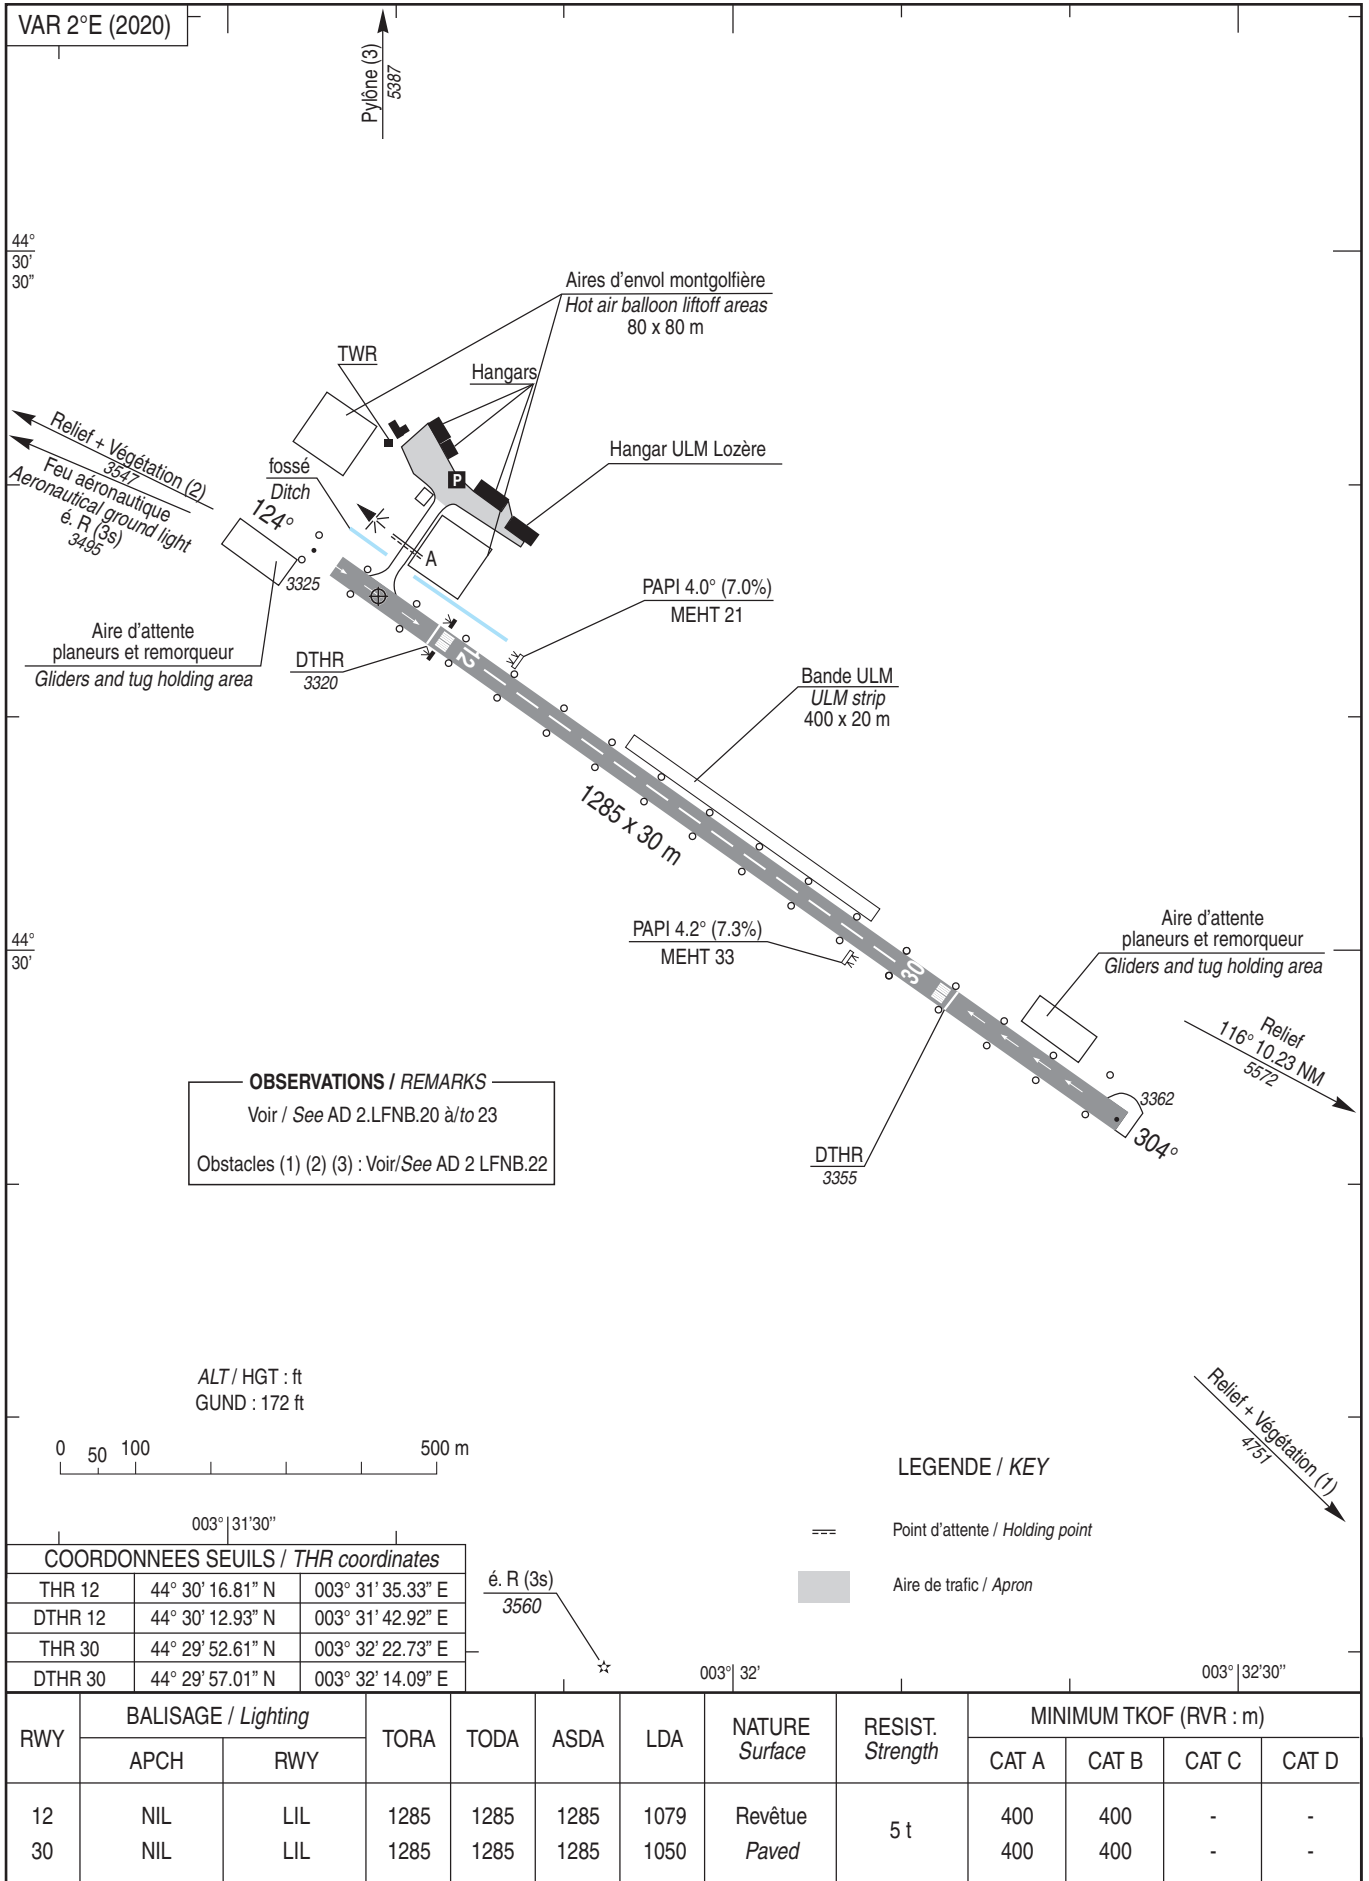 VAR 2°E (2020)
Pylône (3)
5387
44°
30'
30"
Aires d'envol montgolfière
Hot air balloon liftoff areas
80 x 80 m
TWR
Hangars
Hangar ULM Lozère
Relief + Végétation (2)
3547
Feu aéronautique
Aeronautical ground light
é. R (3s)
3495
fossé
Ditch
P
124°
A
3325
PAPI 4.0° (7.0%)
MEHT 21
Aire d'attente
planeurs et remorqueur
Gliders and tug holding area
DTHR
3320
12
Bande ULM
ULM strip
400 x 20 m
1285 x 30 m
44°
30'
PAPI 4.2° (7.3%)
MEHT 33
30
Aire d'attente
planeurs et remorqueur
Gliders and tug holding area
Relief
116° 10.23 NM
5572
OBSERVATIONS / REMARKS
Voir / See AD 2.LFNB.20 à/to 23
Obstacles (1) (2) (3) : Voir/See AD 2 LFNB.22
3362
304°
DTHR
3355
ALT / HGT : ft
GUND : 172 ft
0 50 100 500 m
Relief + Végétation (1)
4751
LEGENDE / KEY
Point d'attente / Holding point
Aire de trafic / Apron
003° 31'30"
COORDONNEES SEUILS / THR coordinates
THR 12 44° 30' 16.81" N 003° 31' 35.33" E
DTHR 12 44° 30' 12.93" N 003° 31' 42.92" E
THR 30 44° 29' 52.61" N 003° 32' 22.73" E
DTHR 30 44° 29' 57.01" N 003° 32' 14.09" E
é. R (3s)
3560
003° 32'
003° 32'30"
RWY BALISAGE / Lighting TORA TODA ASDA LDA NATURE Surface RESIST. Strength MINIMUM TKOF (RVR : m)
APCH RWY CAT A CAT B CAT C CAT D
12 NIL LIL 1285 1285 1285 1079 Revêtue 5 t 400 400 - -
30 NIL LIL 1285 1285 1285 1050 Paved 400 400 - -